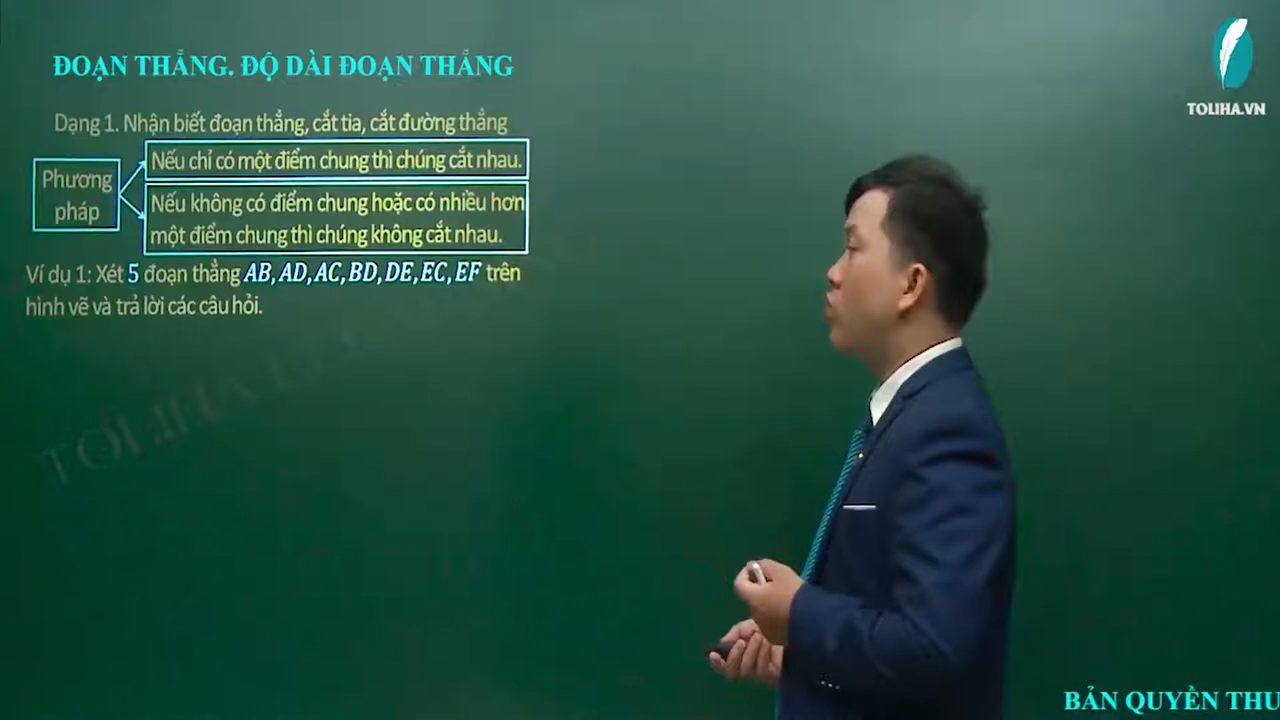 ĐOẠN THẲNG. ĐỘ DÀI ĐOẠN THẲNG
TOLIHA.VN
Dạng 1. Nhận biết đoạn thẳng, cắt tia, cắt đường thẳng
Phương
pháp
Nếu chỉ có một điểm chung thì chúng cắt nhau.
Nếu không có điểm chung hoặc có nhiều hơn
một điểm chung thì chúng không cắt nhau.
Ví dụ 1: Xét 5 đoạn thẳng AB, AD, AC, BD, DE, EC, EF trên
hình vẽ và trả lời các câu hỏi.
BẢN QUYỀN THU